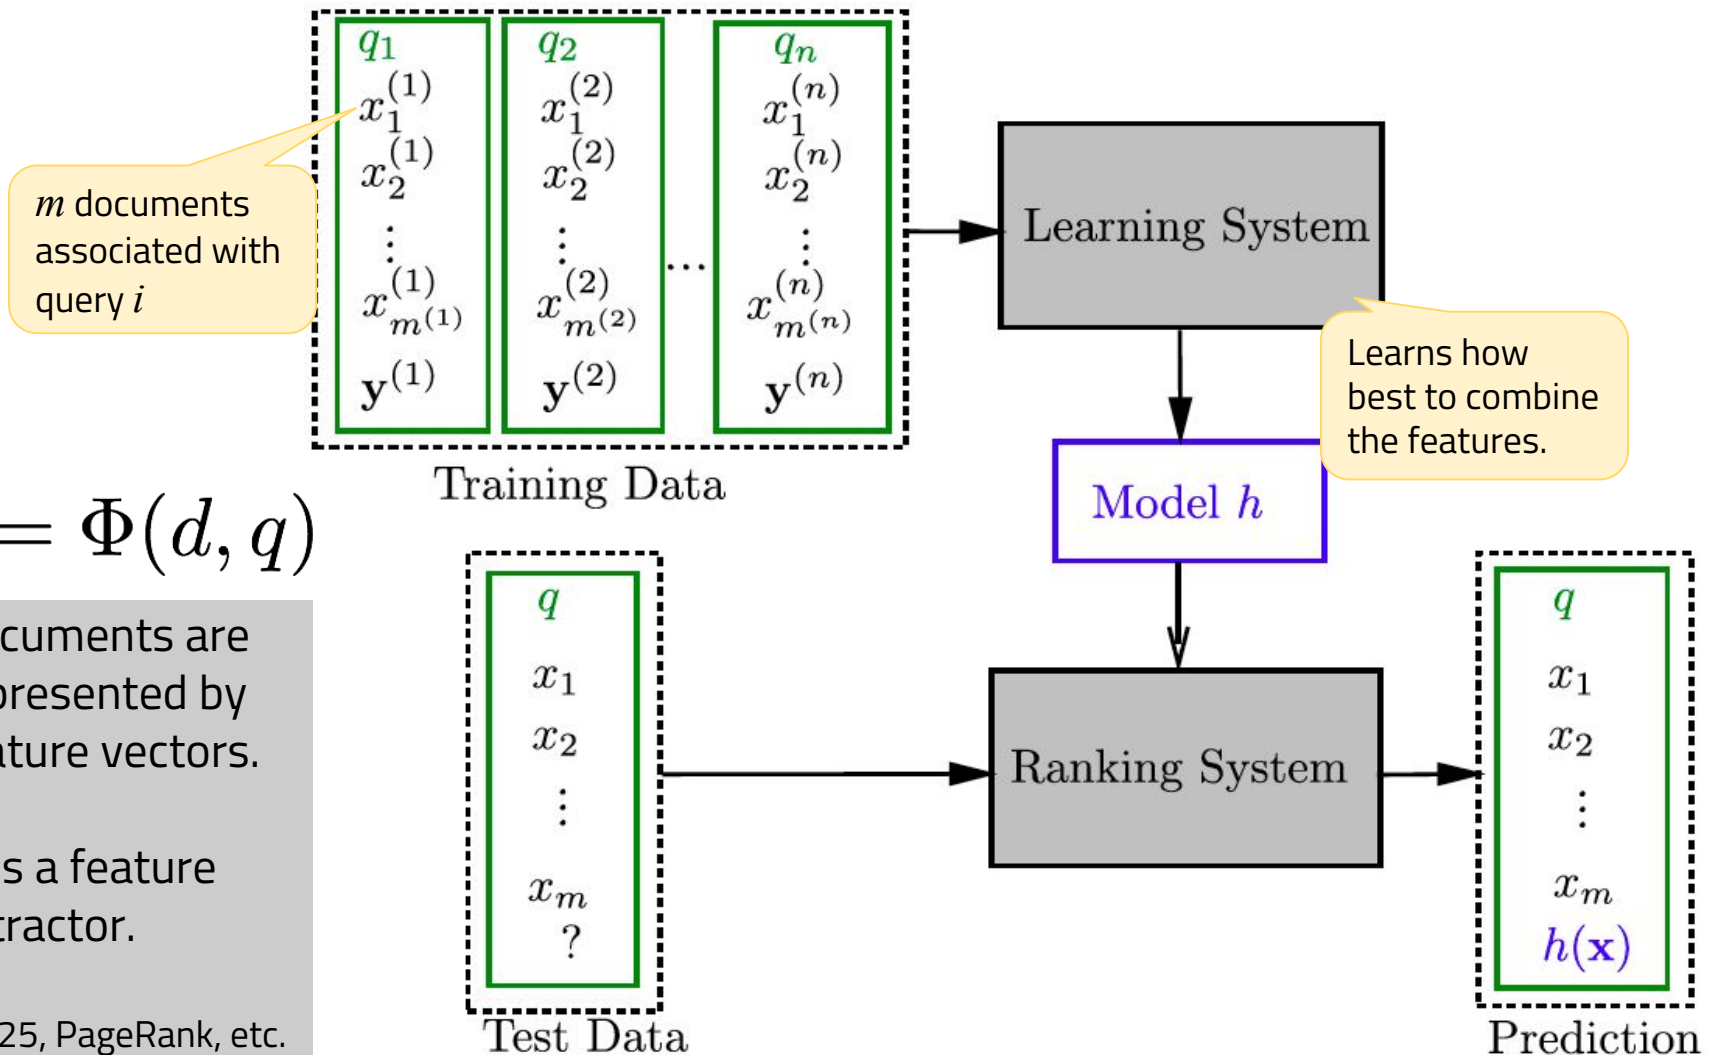 q₁ q₂ qₙ
x₁⁽¹⁾ x₁⁽²⁾ x₁⁽ⁿ⁾
x₂⁽¹⁾ x₂⁽²⁾ x₂⁽ⁿ⁾
⋮ ⋮ ... ⋮
x_{m⁽¹⁾}⁽¹⁾ x_{m⁽²⁾}⁽²⁾ x_{m⁽ⁿ⁾}⁽ⁿ⁾
y⁽¹⁾ y⁽²⁾ y⁽ⁿ⁾
Training Data
m documents
associated with
query i
Learning System
Learns how
best to combine
the features.
Model h
= Φ(d, q)
cuments are
presented by
ature vectors.
s a feature
tractor.
25, PageRank, etc.
q
x₁
x₂
⋮
xₘ
?
Test Data
Ranking System
q
x₁
x₂
⋮
xₘ
h(x)
Prediction